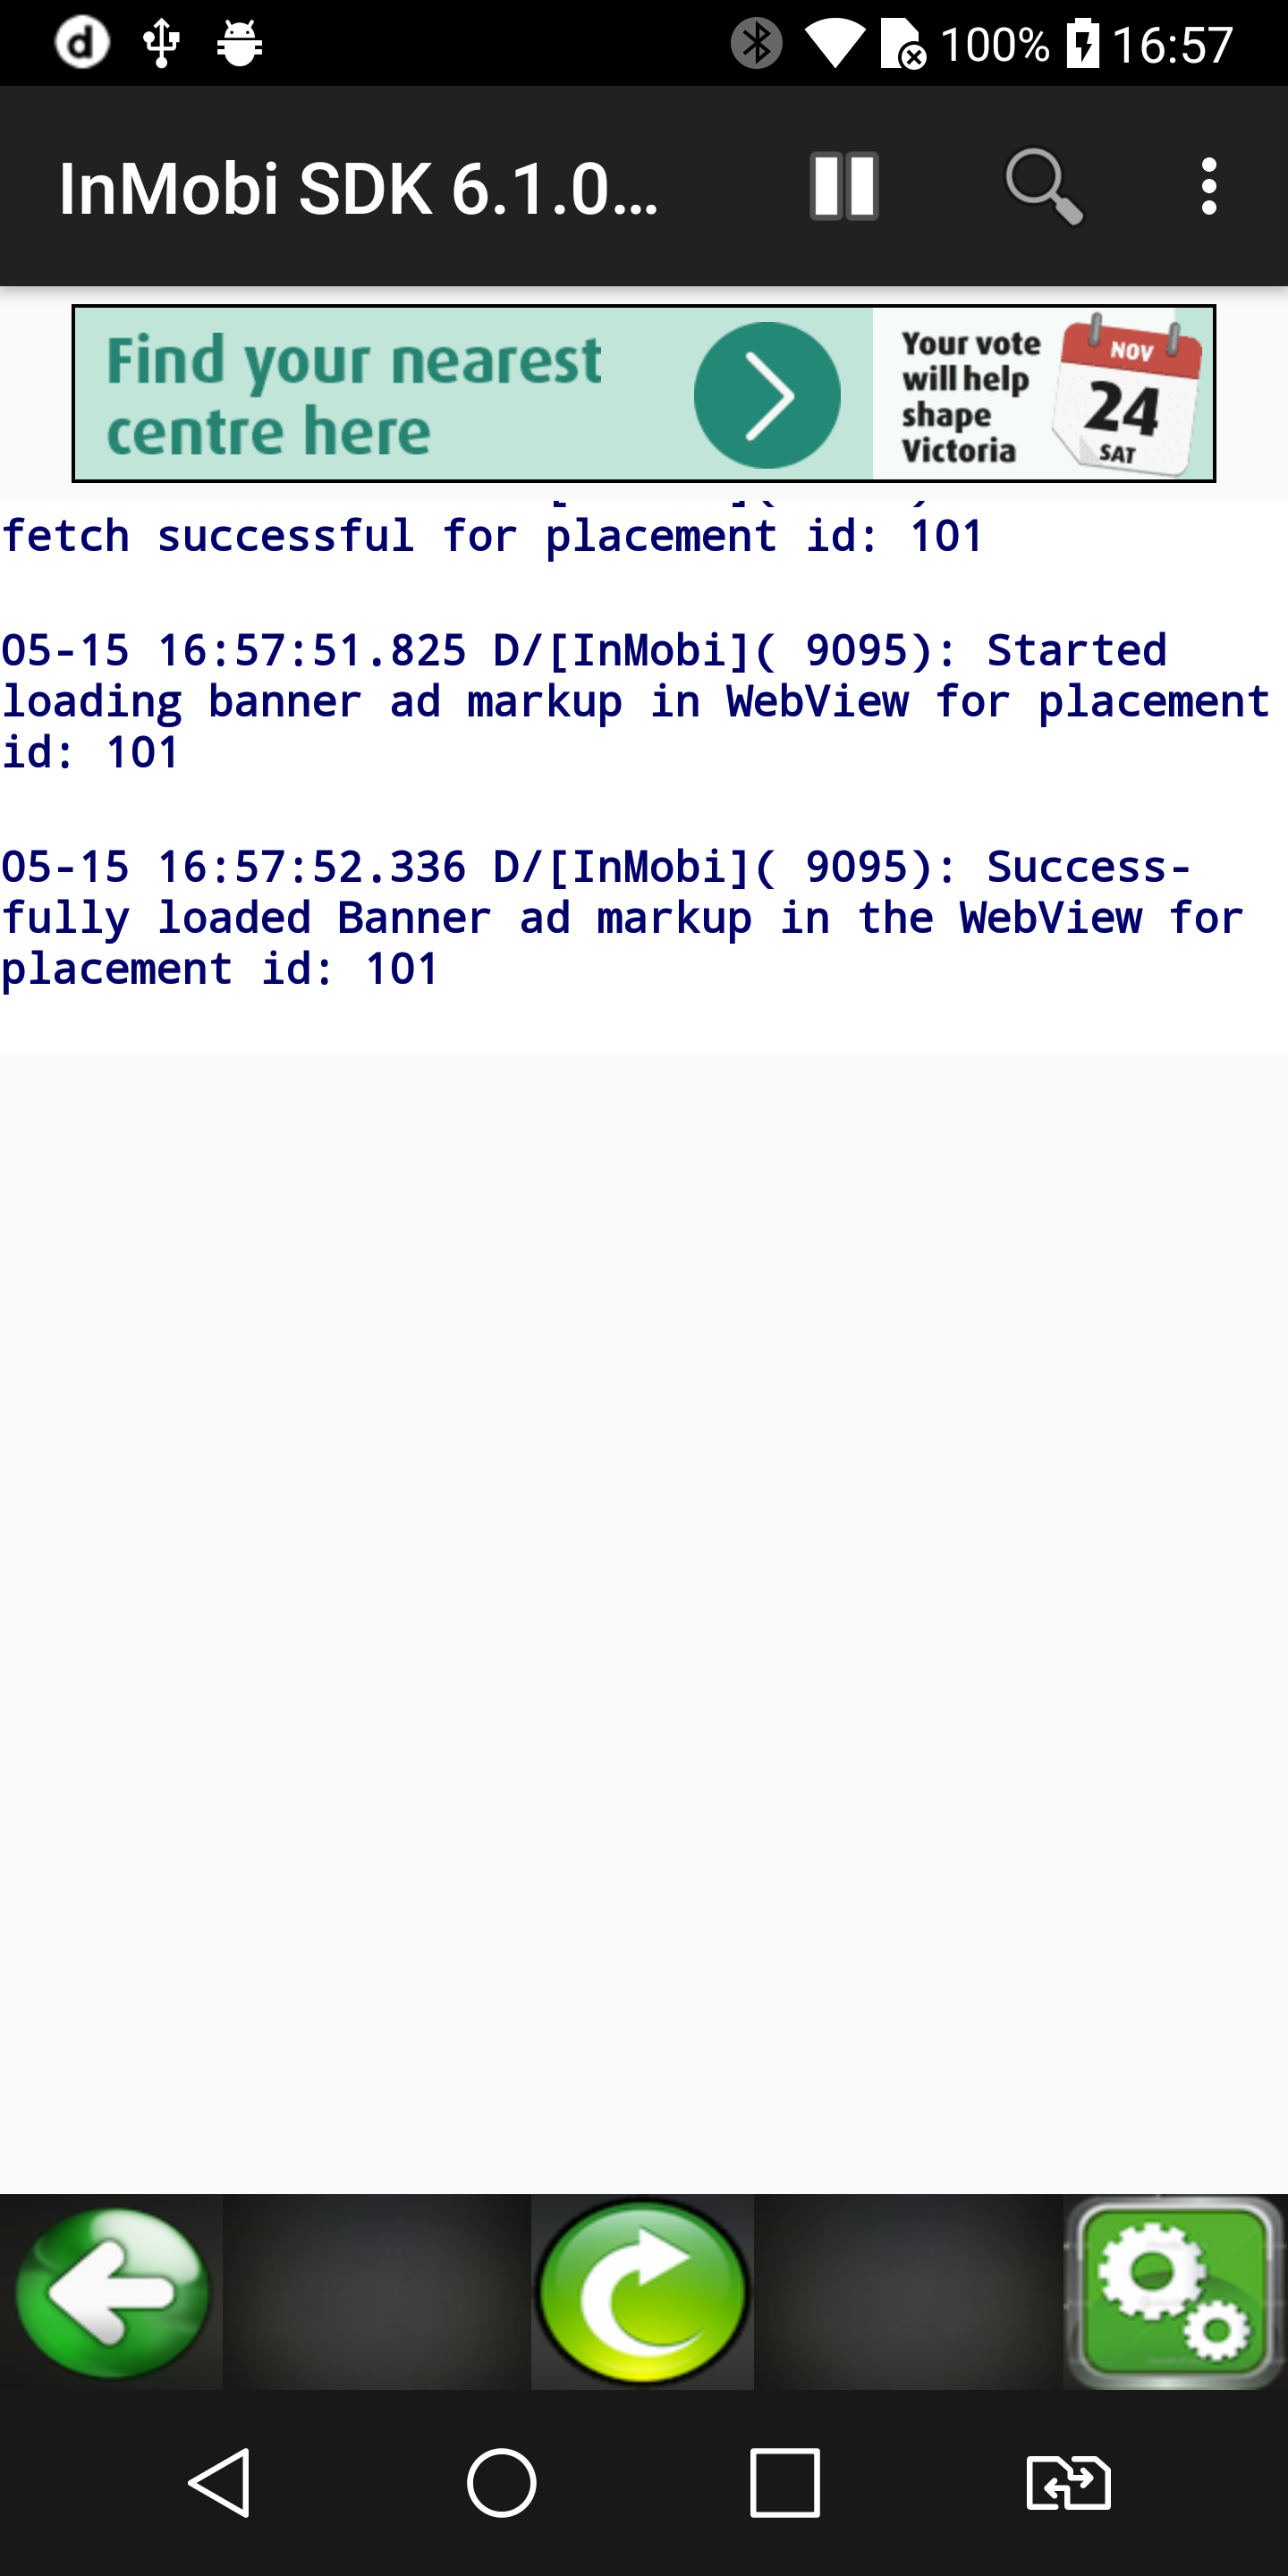 d
100%
16:57
InMobi SDK 6.1.0...
Find your nearest
centre here
Your vote
will help
shape
Victoria
NOV
24
SAT
fetch successful for placement id: 101
05-15 16:57:51.825 D/[InMobi]( 9095): Started
loading banner ad markup in WebView for placement
id: 101
05-15 16:57:52.336 D/[InMobi]( 9095): Success-
fully loaded Banner ad markup in the WebView for
placement id: 101